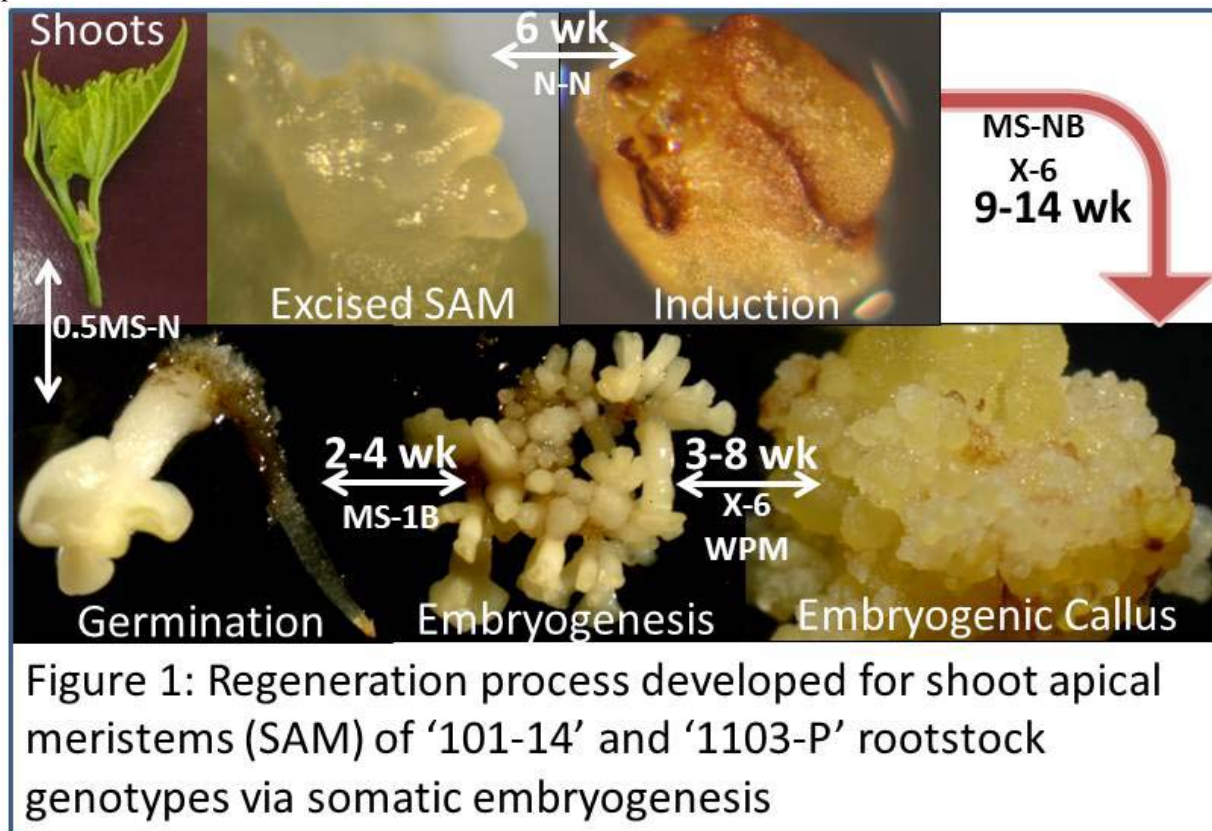 Shoots
6 wk
N-N
Excised SAM
Induction
MS-NB
X-6
9-14 wk
0.5MS-N
2-4 wk
MS-1B
3-8 wk
X-6
WPM
Germination
Embryogenesis
Embryogenic Callus
Figure 1: Regeneration process developed for shoot apical
meristems (SAM) of ‘101-14’ and ‘1103-P’ rootstock
genotypes via somatic embryogenesis